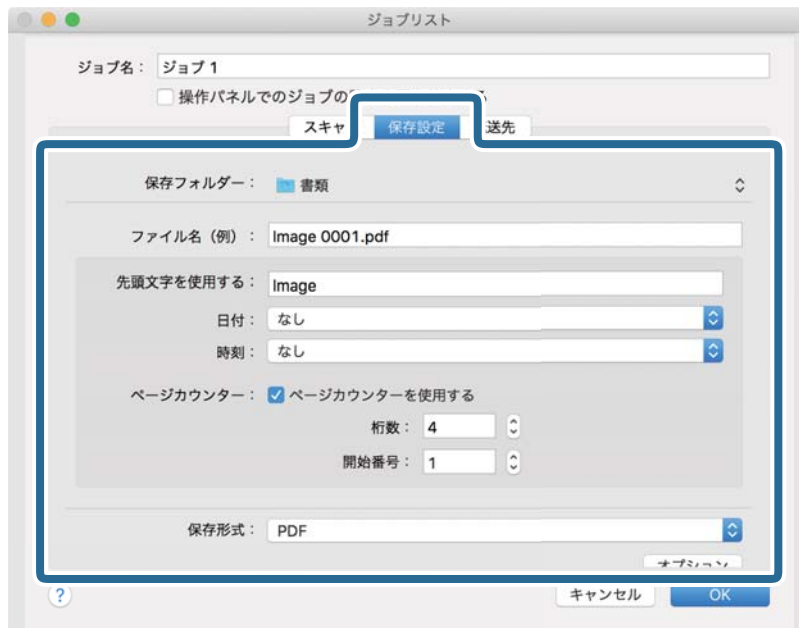 ジョブリスト
ジョブ名： ジョブ 1
操作パネルでのジョブの
スキャ 保存設定 送先
保存フォルダー： 書類
ファイル名（例）： Image 0001.pdf
先頭文字を使用する： Image
日付： なし
時刻： なし
ページカウンター： ページカウンターを使用する
桁数： 4
開始番号： 1
保存形式： PDF
オプション
? キャンセル OK